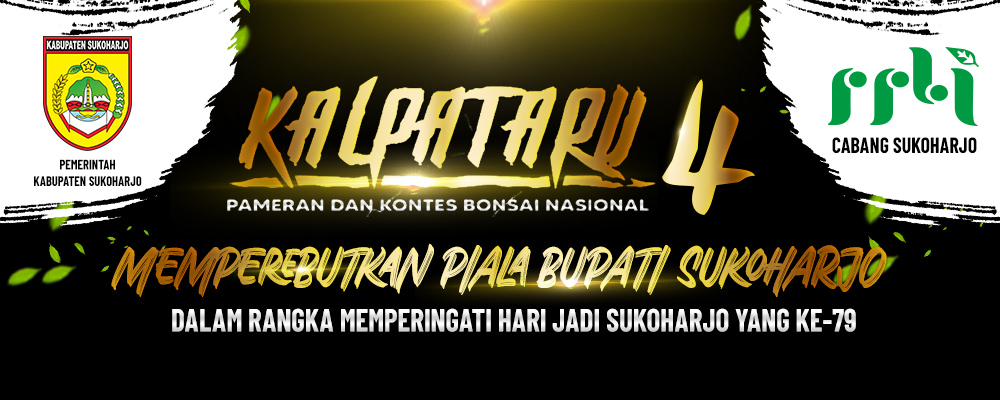 KABUPATEN SUKOHARJO
PEMERINTAH
KABUPATEN SUKOHARJO
KALPATARU 4
PAMERAN DAN KONTES BONSAI NASIONAL
ppbi
CABANG SUKOHARJO
MEMPEREBUTKAN PIALA BUPATI SUKOHARJO
DALAM RANGKA MEMPERINGATI HARI JADI SUKOHARJO YANG KE-79